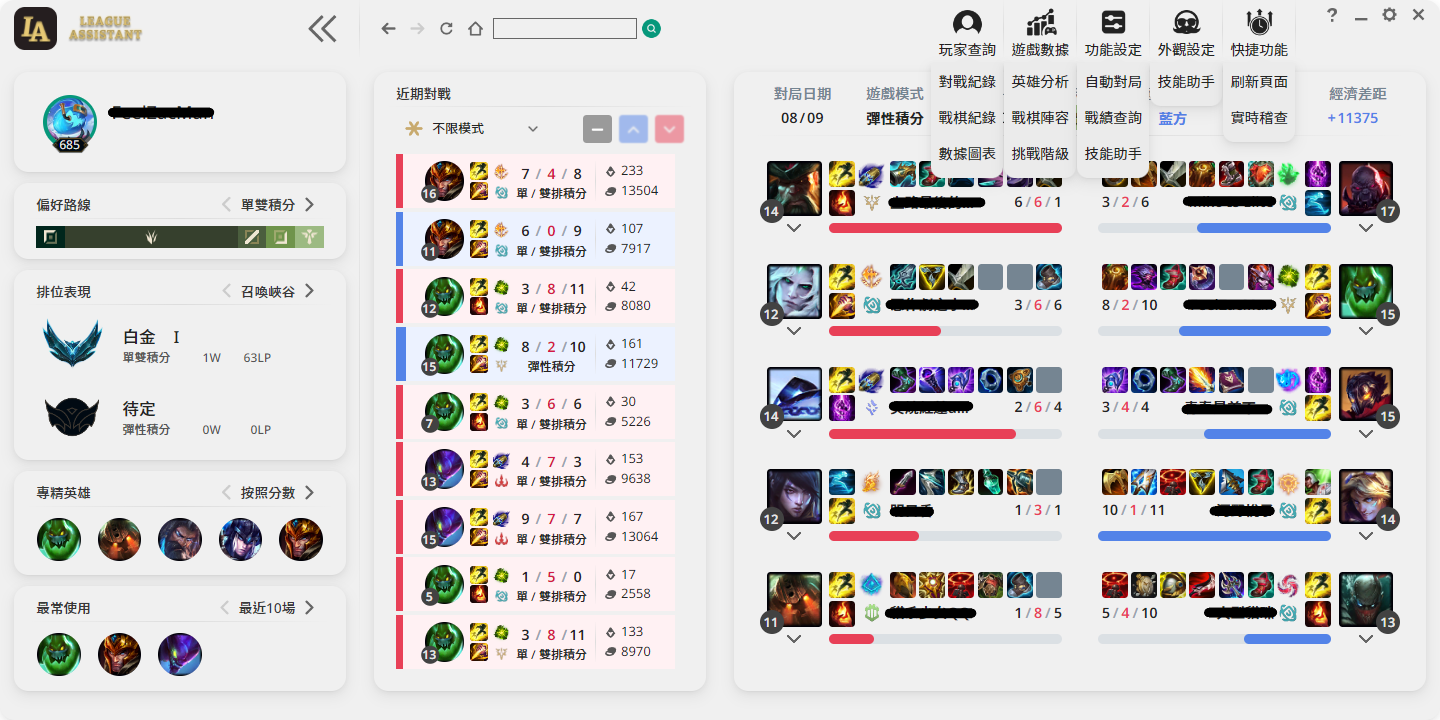 LA LEAGUE ASSISTANT
?
玩家查詢 遊戲數據 功能設定 外觀設定 快捷功能
對戰紀錄 英雄分析 自動對局 技能助手 刷新頁面
戰棋紀錄 戰棋陣容 戰績查詢 實時稽查
數據圖表 挑戰階級 技能助手
685
偏好路線 單雙積分
排位表現 召喚峽谷
白金 I
單雙積分 1W 63LP
待定
彈性積分 0W 0LP
專精英雄 按照分數
最常使用 最近10場
近期對戰
不限模式
16 7 / 4 / 8 233
單 / 雙排積分 13504
11 6 / 0 / 9 107
單 / 雙排積分 7917
12 3 / 8 / 11 42
單 / 雙排積分 8080
15 8 / 2 / 10 161
彈性積分 11729
7 3 / 6 / 6 30
單 / 雙排積分 5226
13 4 / 7 / 3 153
單 / 雙排積分 9638
15 9 / 7 / 7 167
單 / 雙排積分 13064
5 1 / 5 / 0 17
單 / 雙排積分 2558
13 3 / 8 / 11 133
單 / 雙排積分 8970
對局日期 遊戲模式 經濟差距
08/09 彈性積分 藍方 +11375
14 6 / 6 / 1 3 / 2 / 6 17
12 3 / 6 / 6 8 / 2 / 10 15
14 2 / 6 / 4 3 / 4 / 4 15
12 1 / 3 / 1 10 / 1 / 11 14
11 1 / 8 / 5 5 / 4 / 10 13